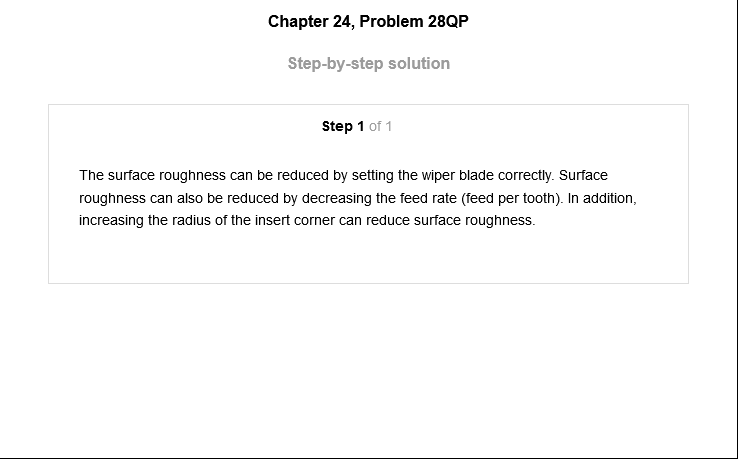 Chapter 24, Problem 28QP
Step-by-step solution
Step 1 of 1
The surface roughness can be reduced by setting the wiper blade correctly. Surface
roughness can also be reduced by decreasing the feed rate (feed per tooth). In addition,
increasing the radius of the insert corner can reduce surface roughness.